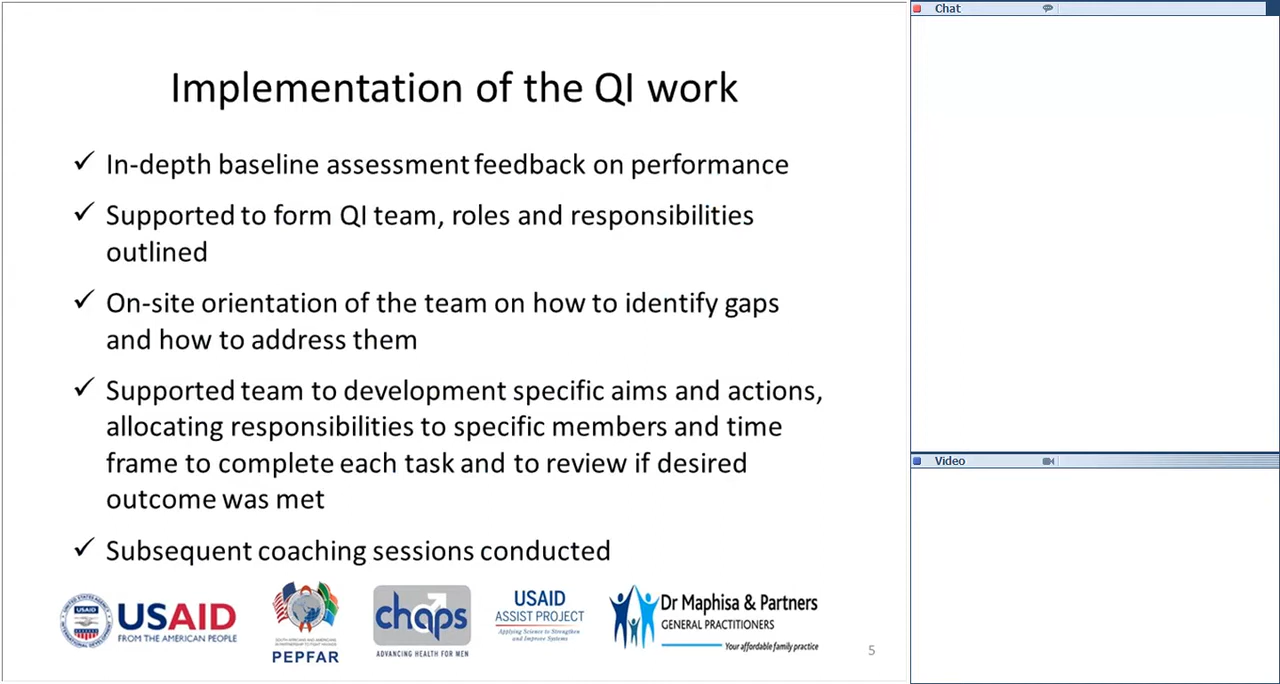 Implementation of the QI work
✓ In-depth baseline assessment feedback on performance
✓ Supported to form QI team, roles and responsibilities
outlined
✓ On-site orientation of the team on how to identify gaps
and how to address them
✓ Supported team to development specific aims and actions,
allocating responsibilities to specific members and time
frame to complete each task and to review if desired
outcome was met
✓ Subsequent coaching sessions conducted
USAID
USAID
FROM THE AMERICAN PEOPLE
PEPFAR
chaps
ADVANCING HEALTH FOR MEN
USAID
ASSIST PROJECT
Applying Science to Strengthen
and Improve Systems
Dr Maphisa & Partners
GENERAL PRACTITIONERS
Your affordable family practice
5
Chat
Video